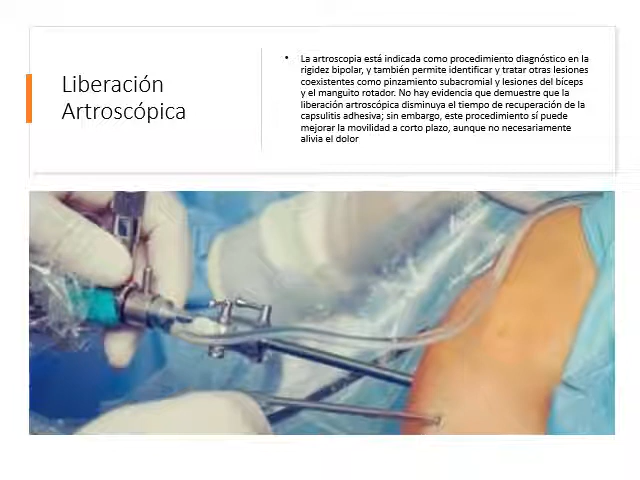 Liberación
Artroscópica
• La artroscopia está indicada como procedimiento diagnóstico en la
rigidez bipolar, y también permite identificar y tratar otras lesiones
coexistentes como pinzamiento subacromial y lesiones del bíceps
y el manguito rotador. No hay evidencia que demuestre que la
liberación artroscópica disminuya el tiempo de recuperación de la
capsulitis adhesiva; sin embargo, este procedimiento sí puede
mejorar la movilidad a corto plazo, aunque no necesariamente
alivia el dolor